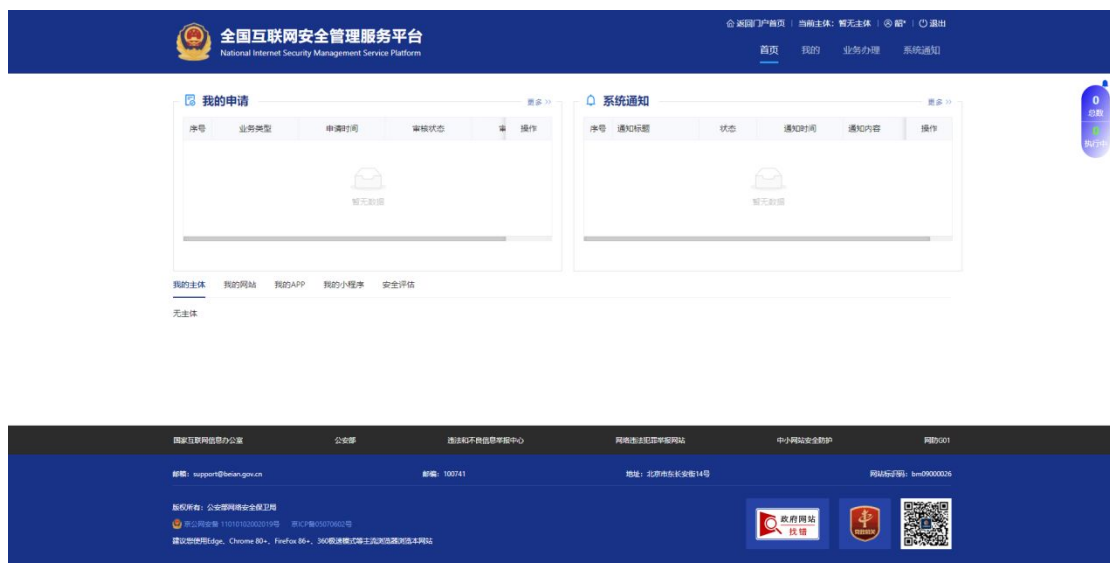 全国互联网安全管理服务平台
National Internet Security Management Service Platform
返回门户首页 | 当前主体：暂无主体 | 韶* | 退出
首页 我的 业务办理 系统通知
我的申请 更多 >>
序号 业务类型 申请时间 审核状态 操作
暂无数据
系统通知 更多 >>
序号 通知标题 状态 通知时间 通知内容 操作
暂无数据
0
总数
0
执行中
我的主体 我的网站 我的APP 我的小程序 安全评估
无主体
国家互联网信息办公室 公安部 违法和不良信息举报中心 网络违法犯罪举报网站 中小网站安全防护 网防G01
邮箱：support@beian.gov.cn 邮编：100741 地址：北京市东长安街14号 网站标识码：bm09000026
版权所有：公安部网络安全保卫局
京公网安备 11010102002019号 京ICP备05070602号
建议您使用Edge、Chrome 80+、Firefox 86+、360极速模式等主流浏览器浏览本网站
政府网站
找错